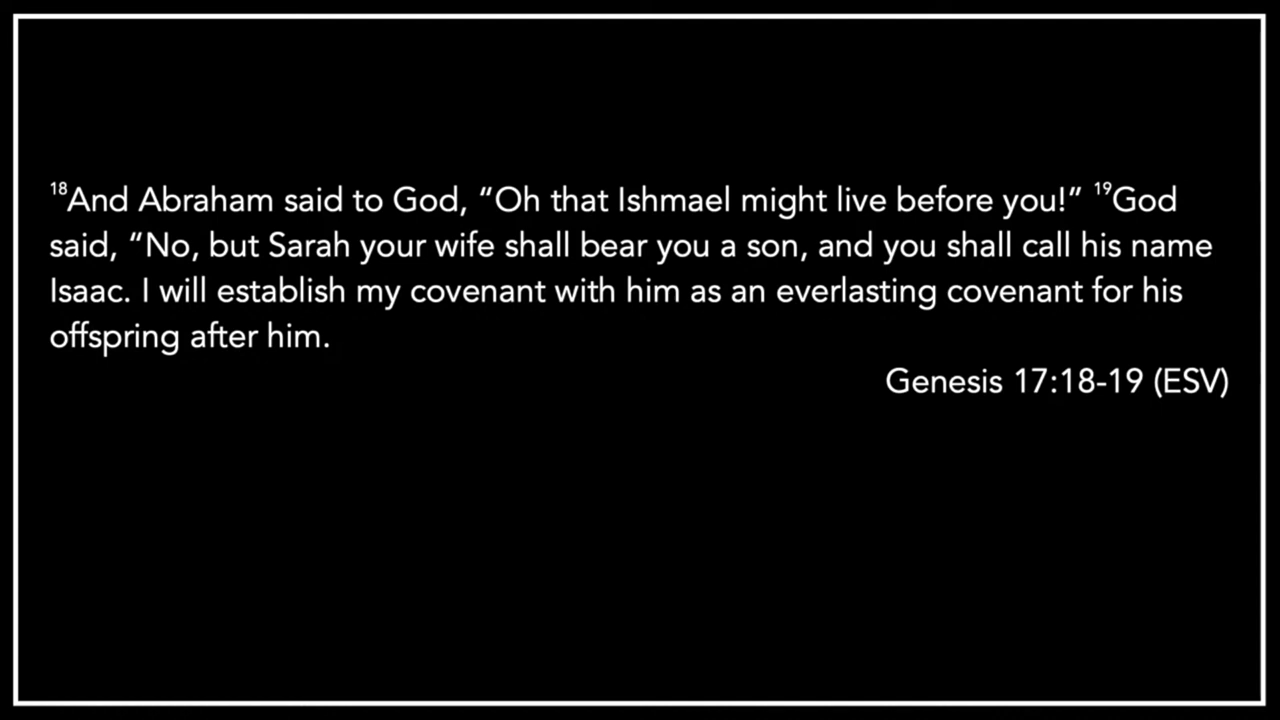 ¹⁸And Abraham said to God, “Oh that Ishmael might live before you!” ¹⁹God
said, “No, but Sarah your wife shall bear you a son, and you shall call his name
Isaac. I will establish my covenant with him as an everlasting covenant for his
offspring after him.
Genesis 17:18-19 (ESV)